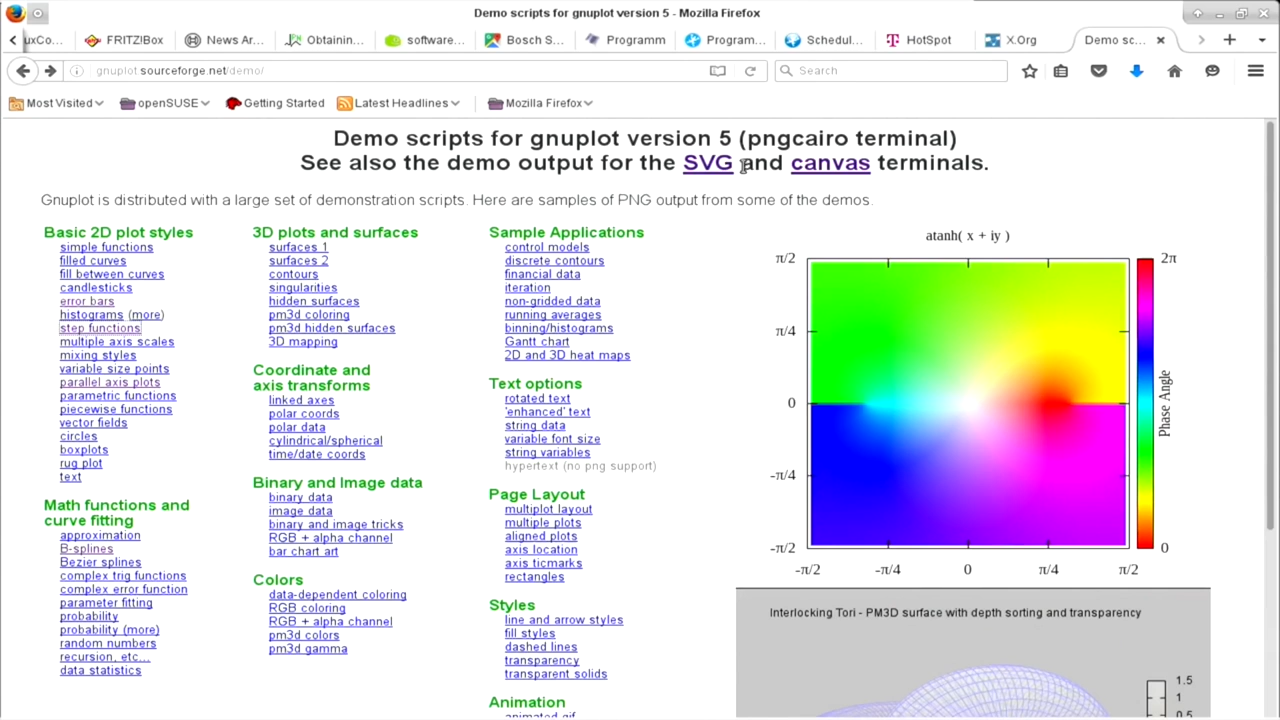 Demo scripts for gnuplot version 5 - Mozilla Firefox
uxCo... FRITZ!Box News Ar... Obtainin... software... Bosch S... Programm Program... Schedul... HotSpot X.Org Demo sc...
gnuplot.sourceforge.net/demo/ Search
Most Visited openSUSE Getting Started Latest Headlines Mozilla Firefox
Demo scripts for gnuplot version 5 (pngcairo terminal)
See also the demo output for the SVG and canvas terminals.
Gnuplot is distributed with a large set of demonstration scripts. Here are samples of PNG output from some of the demos.
Basic 2D plot styles
simple functions
filled curves
fill between curves
candlesticks
error bars
histograms (more)
step functions
multiple axis scales
mixing styles
variable size points
parallel axis plots
parametric functions
piecewise functions
vector fields
circles
boxplots
rug plot
text
Math functions and
curve fitting
approximation
B-splines
Bezier splines
complex trig functions
complex error function
parameter fitting
probability
probability (more)
random numbers
recursion, etc...
data statistics
3D plots and surfaces
surfaces 1
surfaces 2
contours
singularities
hidden surfaces
pm3d coloring
pm3d hidden surfaces
3D mapping
Coordinate and
axis transforms
linked axes
polar coords
polar data
cylindrical/spherical
time/date coords
Binary and Image data
binary data
image data
binary and image tricks
RGB + alpha channel
bar chart art
Colors
data-dependent coloring
RGB coloring
RGB + alpha channel
pm3d colors
pm3d gamma
Sample Applications
control models
discrete contours
financial data
iteration
non-gridded data
running averages
binning/histograms
Gantt chart
2D and 3D heat maps
Text options
rotated text
'enhanced' text
string data
variable font size
string variables
hypertext (no png support)
Page Layout
multiplot layout
multiple plots
aligned plots
axis location
axis ticmarks
rectangles
Styles
line and arrow styles
fill styles
dashed lines
transparency
transparent solids
Animation
animated gif
atanh( x + iy )
π/2
π/4
0
-π/4
-π/2
-π/2 -π/4 0 π/4 π/2
2π
Phase Angle
0
Interlocking Tori - PM3D surface with depth sorting and transparency
1.5
1
0.5